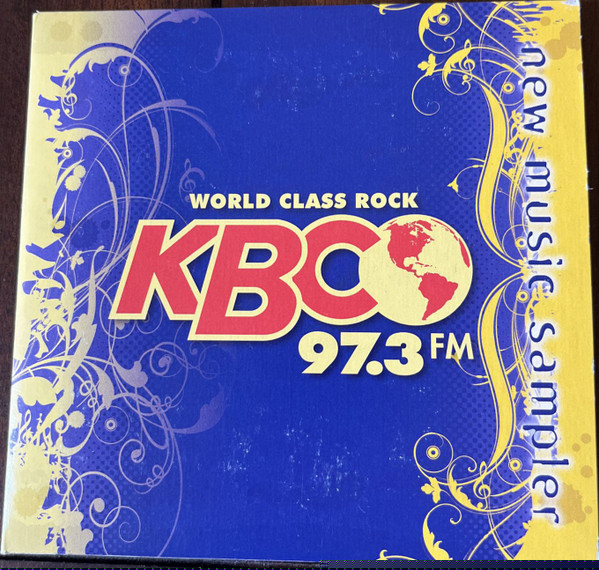 WORLD CLASS ROCK
KBCO
97.3 FM
new music sampler